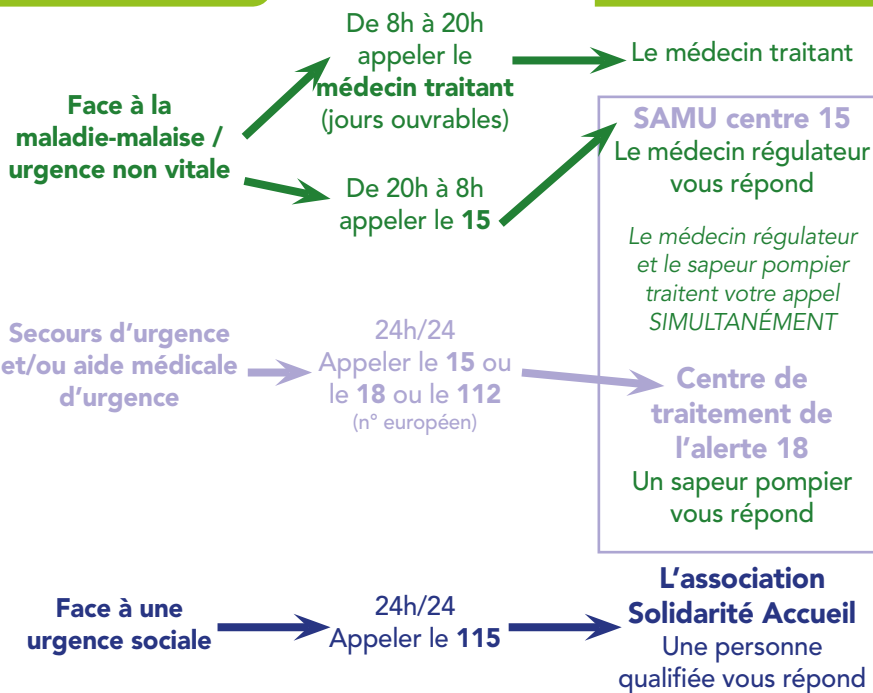 Face à la
maladie-malaise /
urgence non vitale
De 8h à 20h
appeler le
médecin traitant
(jours ouvrables)
Le médecin traitant
De 20h à 8h
appeler le 15
SAMU centre 15
Le médecin régulateur
vous répond
Le médecin régulateur
et le sapeur pompier
traitent votre appel
SIMULTANÉMENT
Secours d’urgence
et/ou aide médicale
d’urgence
24h/24
Appeler le 15 ou
le 18 ou le 112
(n° européen)
Centre de
traitement de
l’alerte 18
Un sapeur pompier
vous répond
Face à une
urgence sociale
24h/24
Appeler le 115
L’association
Solidarité Accueil
Une personne
qualifiée vous répond